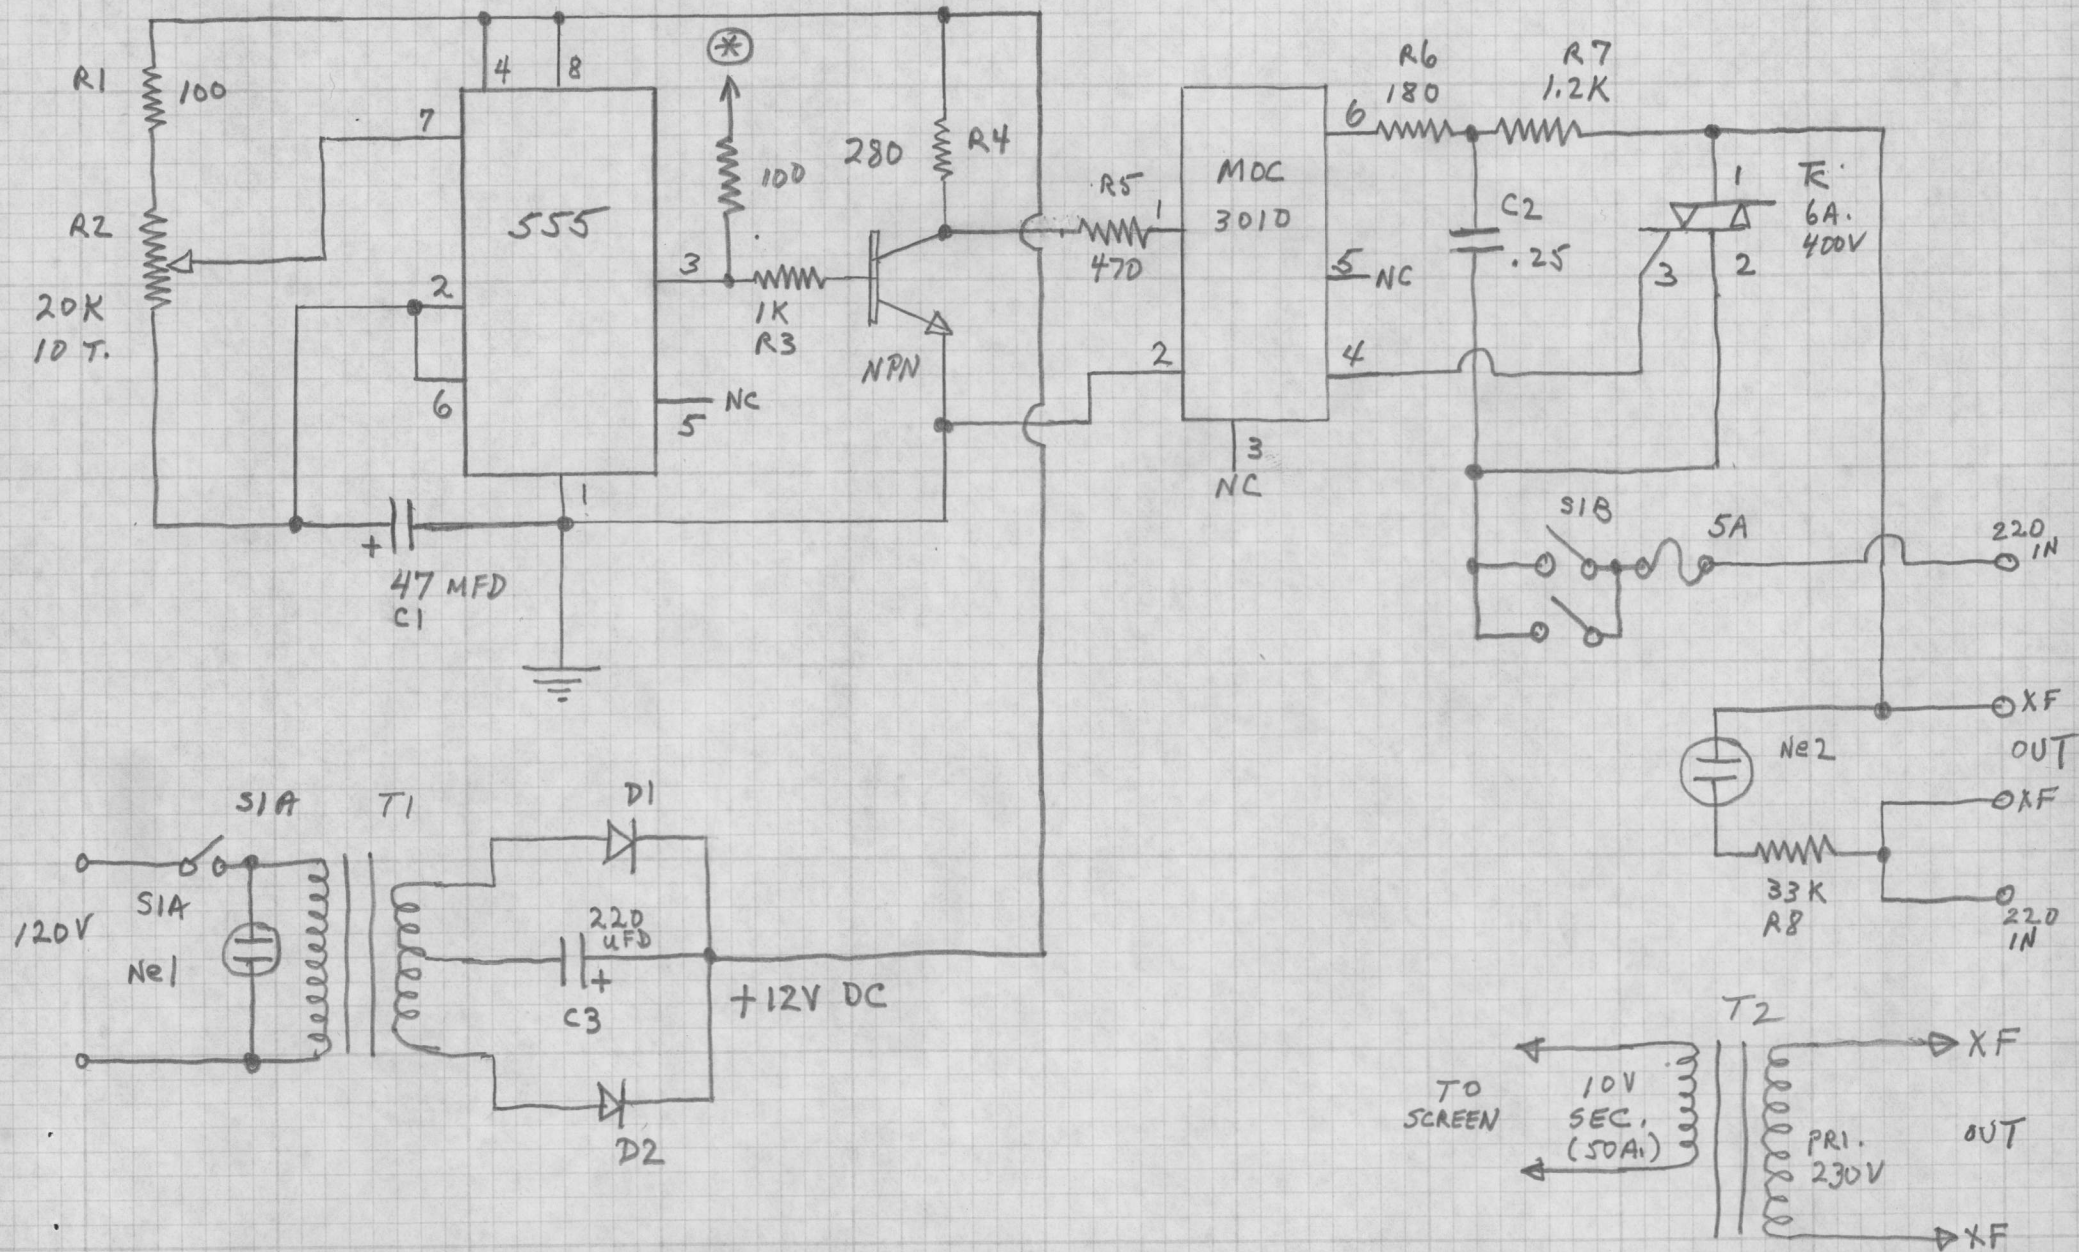 R1
100
4
8
7
R2
20K
10 T.
555
2
6
3
100
1K
R3
NC
5
1
+
47 MFD
C1
280
R4
NPN
R5
470
1
2
MOC
3010
3
NC
6
5
NC
4
R6
180
R7
1.2K
C2
.25
1
2
3
6A.
400V
S1B
5A
220
IN
XF
OUT
XF
Ne2
33K
R8
220
IN
S1A
S1A
120V
Ne1
T1
D1
220
uFD
+
C3
D2
+12V DC
T2
TO
SCREEN
10V
SEC.
(50A.)
PRI.
230V
XF
OUT
XF